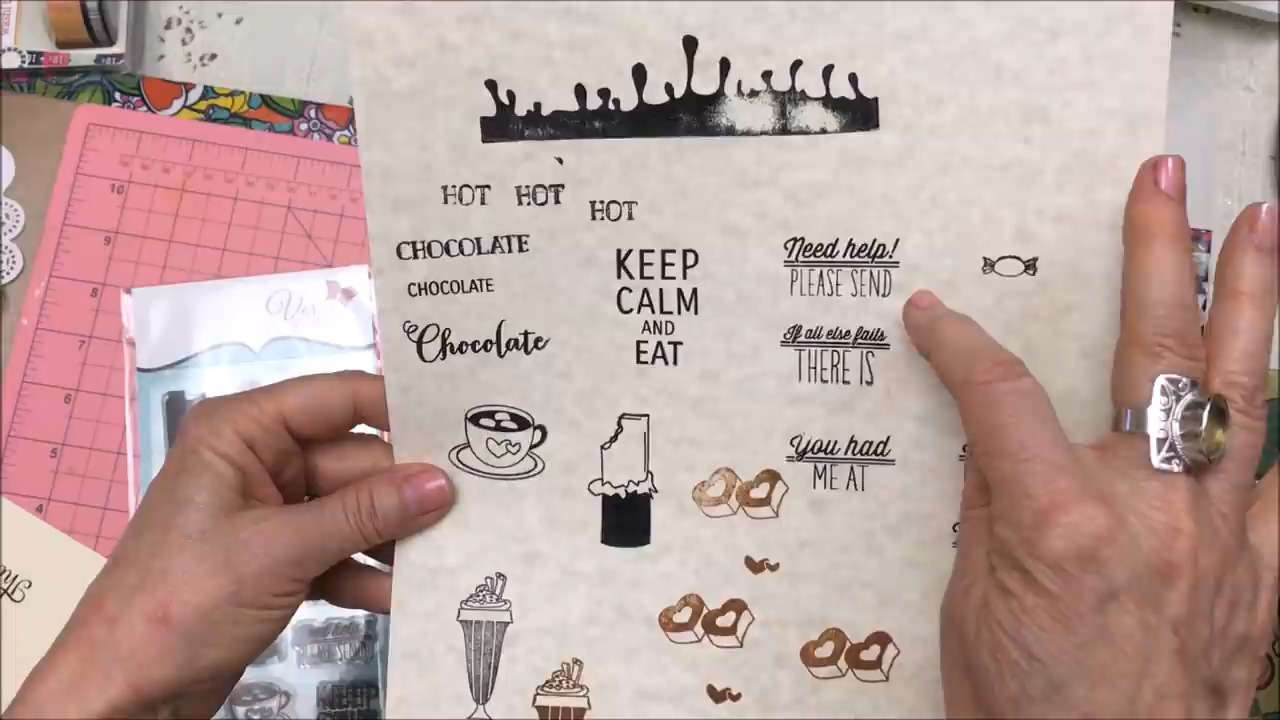 HOT HOT HOT
CHOCOLATE
CHOCOLATE
Chocolate
KEEP
CALM
AND
EAT
Need help!
PLEASE SEND
If all else fails
THERE IS
You had
ME AT
10
9
8
7
6
5
4